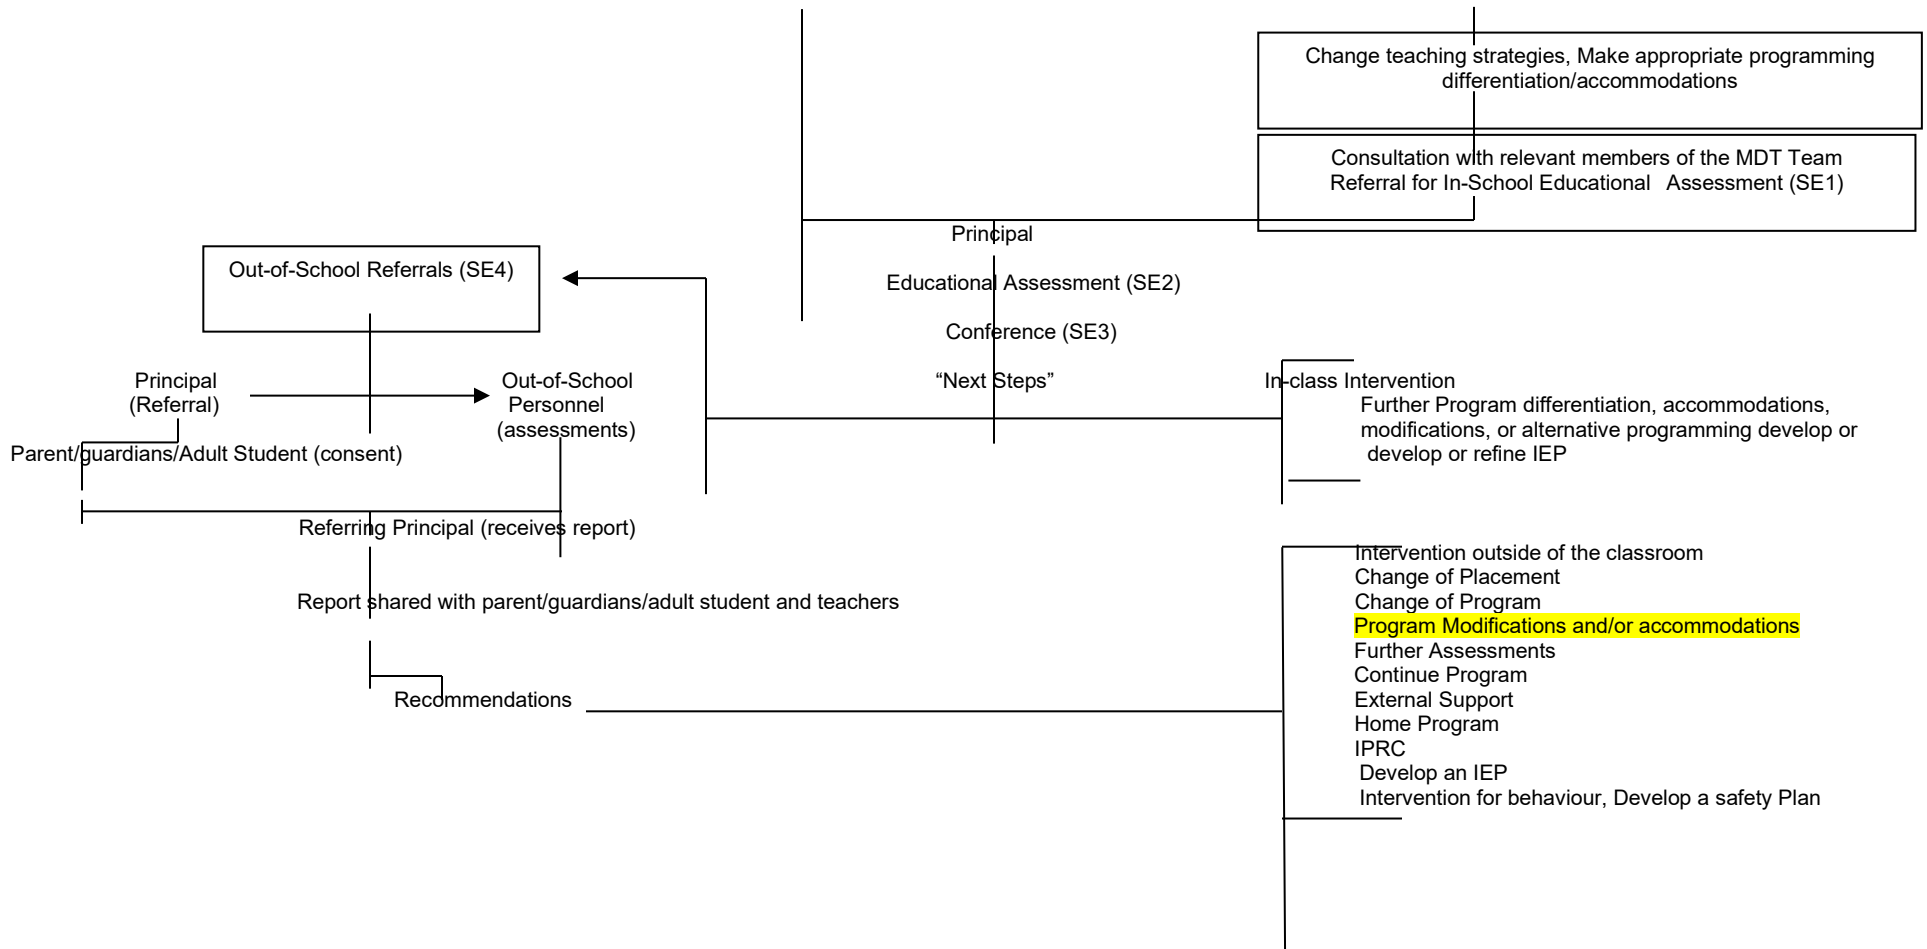 Change teaching strategies, Make appropriate programming
differentiation/accommodations
Consultation with relevant members of the MDT Team
Referral for In-School Educational   Assessment (SE1)
Principal
Educational Assessment (SE2)
Conference (SE3)
“Next Steps”
Out-of-School Referrals (SE4)
Principal
(Referral)
Out-of-School
Personnel
(assessments)
Parent/guardians/Adult Student (consent)
Referring Principal (receives report)
Report shared with parent/guardians/adult student and teachers
Recommendations
In-class Intervention
Further Program differentiation, accommodations,
modifications, or alternative programming develop or
develop or refine IEP
Intervention outside of the classroom
Change of Placement
Change of Program
Program Modifications and/or accommodations
Further Assessments
Continue Program
External Support
Home Program
IPRC
Develop an IEP
Intervention for behaviour, Develop a safety Plan